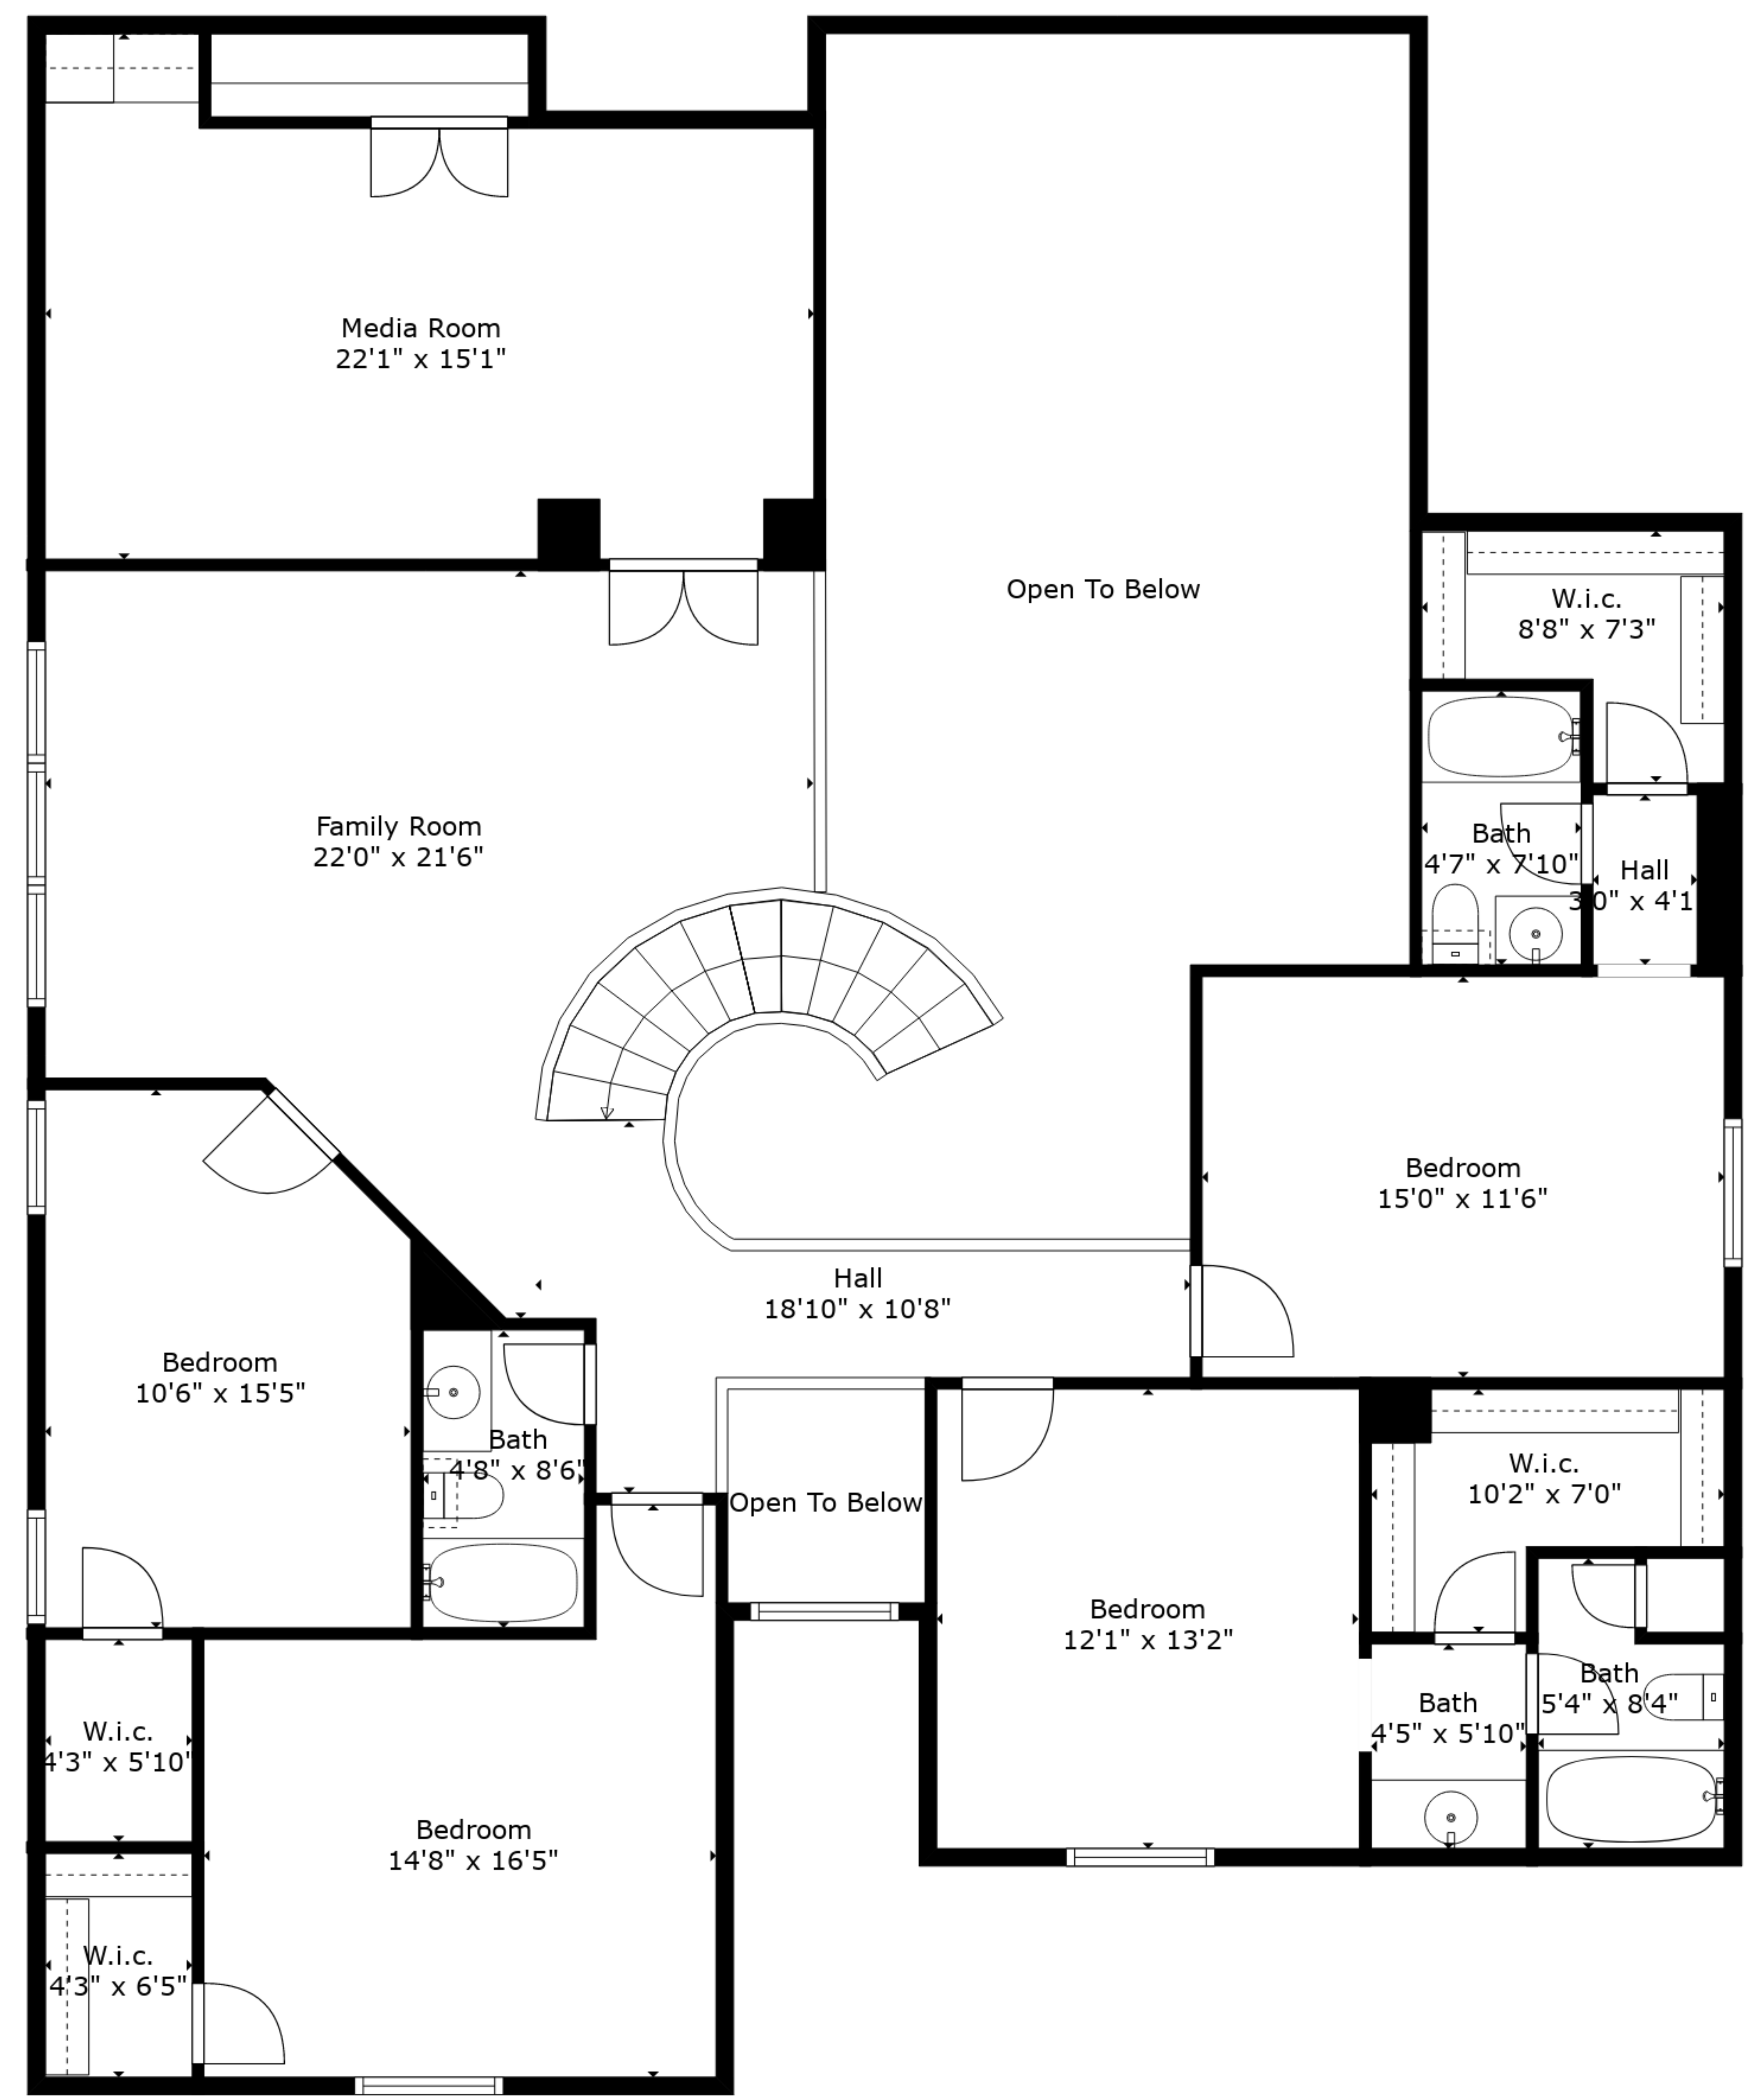 Media Room
22'1" x 15'1"
Open To Below
W.i.c.
8'8" x 7'3"
Family Room
22'0" x 21'6"
Bath
4'7" x 7'10"
Hall
3'0" x 4'1
Bedroom
15'0" x 11'6"
Hall
18'10" x 10'8"
Bedroom
10'6" x 15'5"
Bath
4'8" x 8'6"
Open To Below
W.i.c.
10'2" x 7'0"
Bedroom
12'1" x 13'2"
Bath
5'4" x 8'4"
Bath
4'5" x 5'10"
W.i.c.
4'3" x 5'10"
Bedroom
14'8" x 16'5"
W.i.c.
4'3" x 6'5"